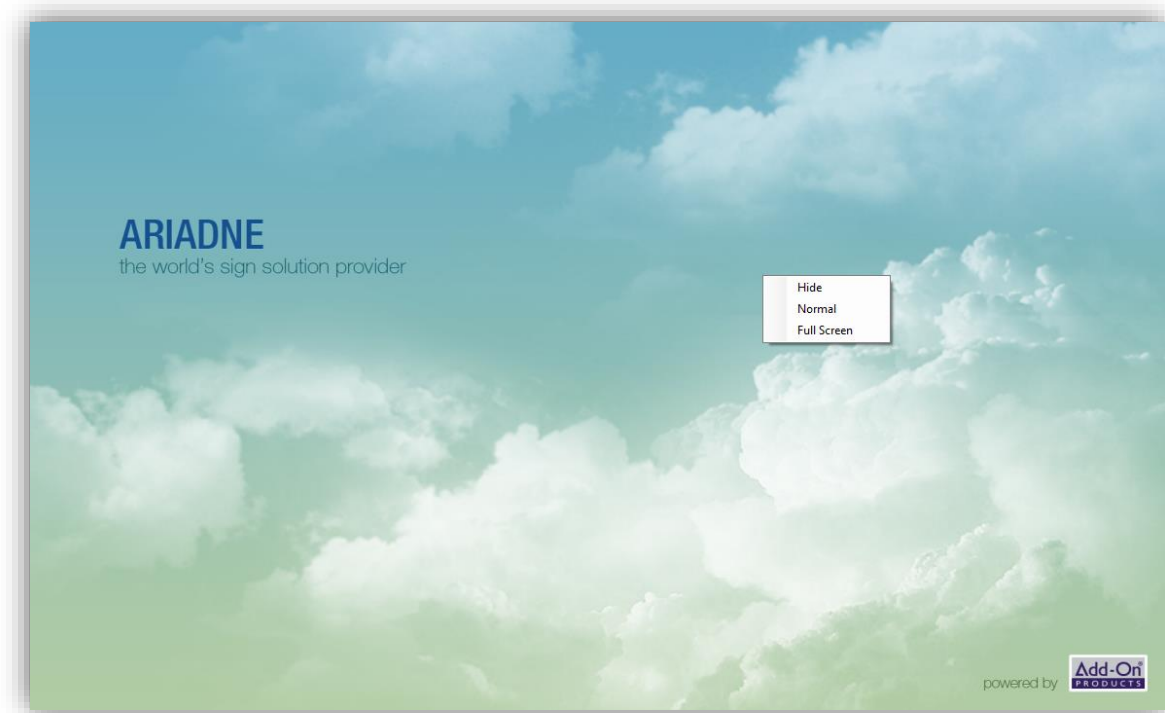 ARIADNE
the world's sign solution provider
Hide
Normal
Full Screen
powered by
Add-On®
PRODUCTS